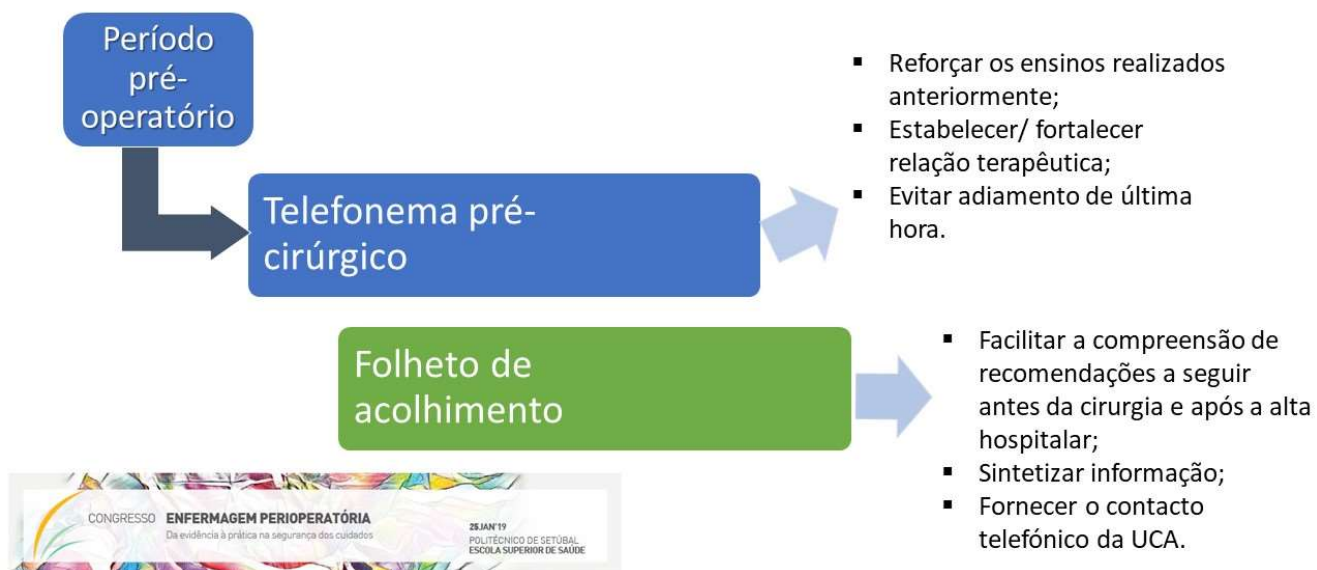 Período
pré-
operatório
Telefonema pré-
cirúrgico
▪ Reforçar os ensinos realizados
anteriormente;
▪ Estabelecer/ fortalecer
relação terapêutica;
▪ Evitar adiamento de última
hora.
Folheto de
acolhimento
▪ Facilitar a compreensão de
recomendações a seguir
antes da cirurgia e após a alta
hospitalar;
▪ Sintetizar informação;
▪ Fornecer o contacto
telefónico da UCA.
CONGRESSO ENFERMAGEM PERIOPERATÓRIA
Da evidência à prática na segurança dos cuidados
25.JAN'19
POLITÉCNICO DE SETÚBAL
ESCOLA SUPERIOR DE SAÚDE